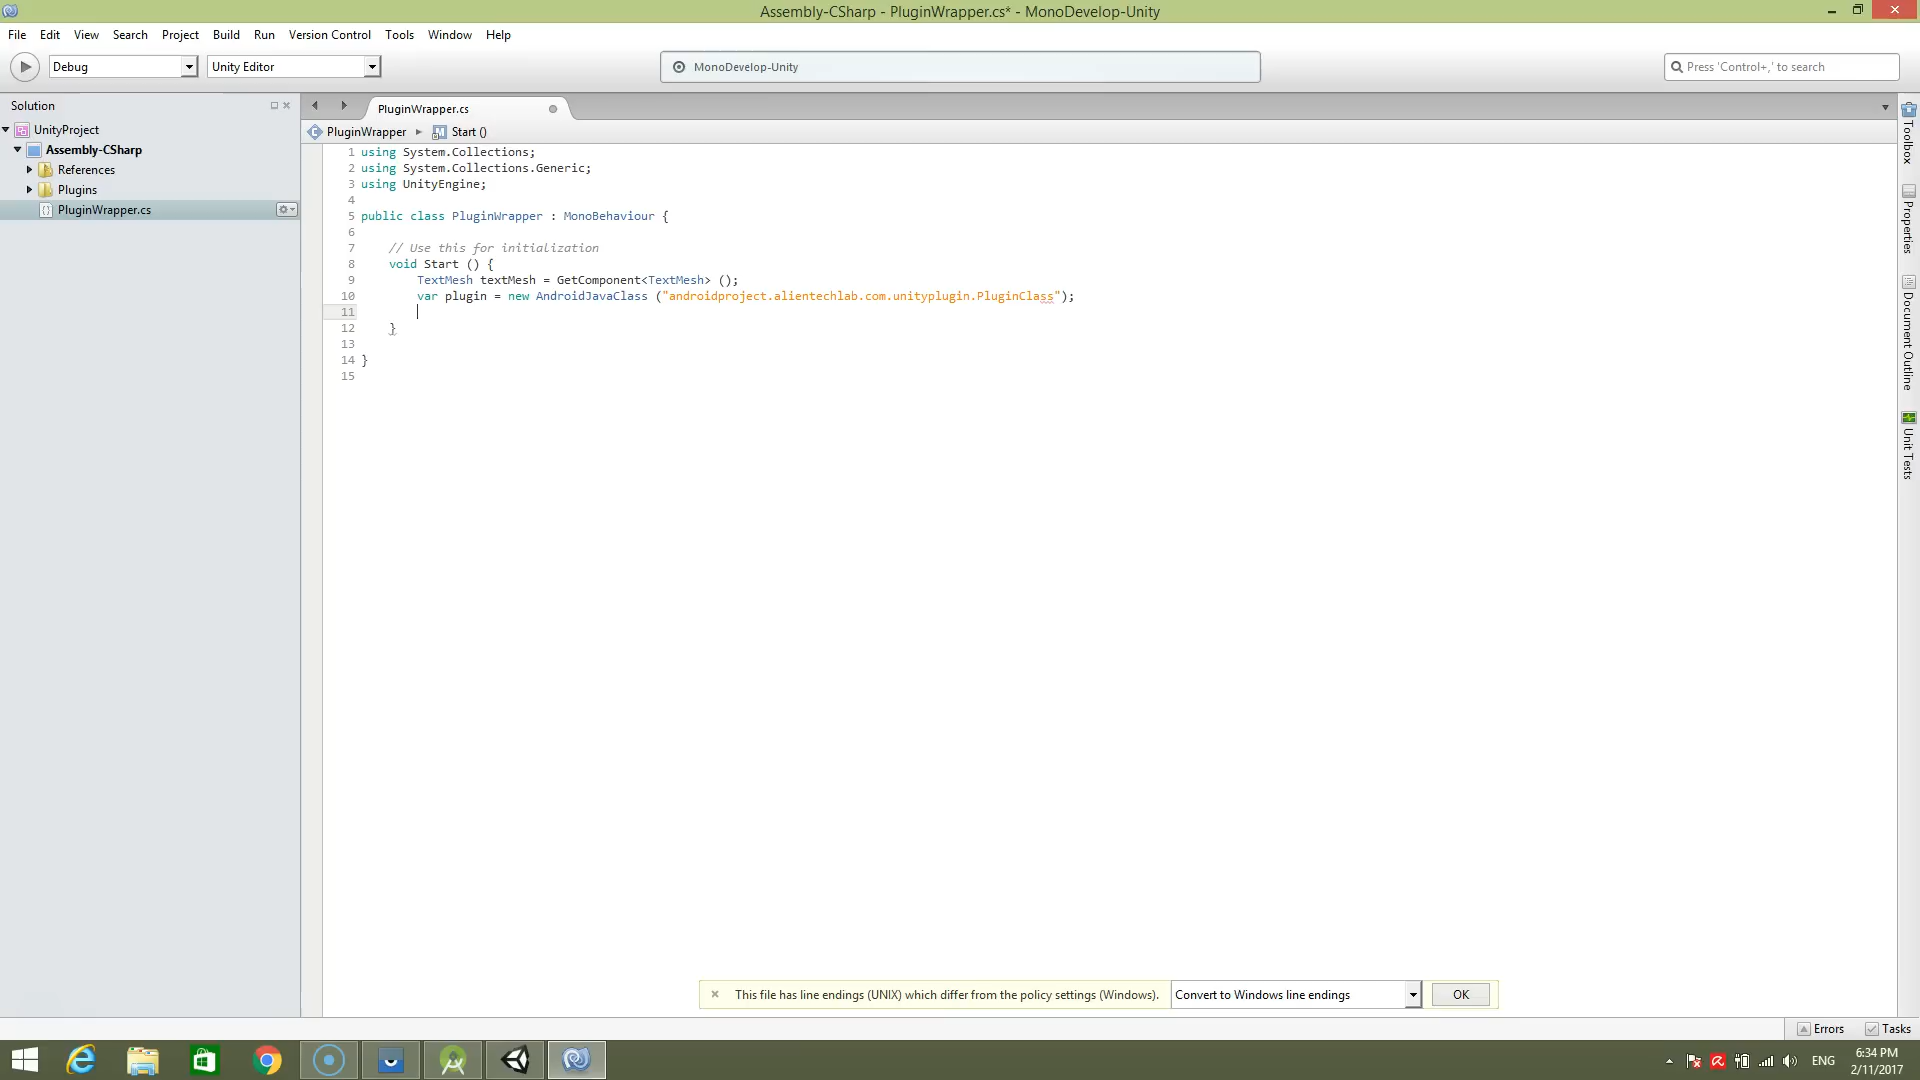 Assembly-CSharp - PluginWrapper.cs* - MonoDevelop-Unity
File Edit View Search Project Build Run Version Control Tools Window Help
Debug Unity Editor MonoDevelop-Unity Press 'Control+,' to search
Solution PluginWrapper.cs
UnityProject PluginWrapper Start ()
Assembly-CSharp
References
Plugins
PluginWrapper.cs
1 using System.Collections;
2 using System.Collections.Generic;
3 using UnityEngine;
4
5 public class PluginWrapper : MonoBehaviour {
6
7 // Use this for initialization
8 void Start () {
9 TextMesh textMesh = GetComponent<TextMesh> ();
10 var plugin = new AndroidJavaClass ("androidproject.alientechlab.com.unityplugin.PluginClass");
11
12 }
13
14 }
15
Toolbox
Properties
Document Outline
Unit Tests
This file has line endings (UNIX) which differ from the policy settings (Windows). Convert to Windows line endings OK
Errors Tasks
ENG 6:34 PM
2/11/2017